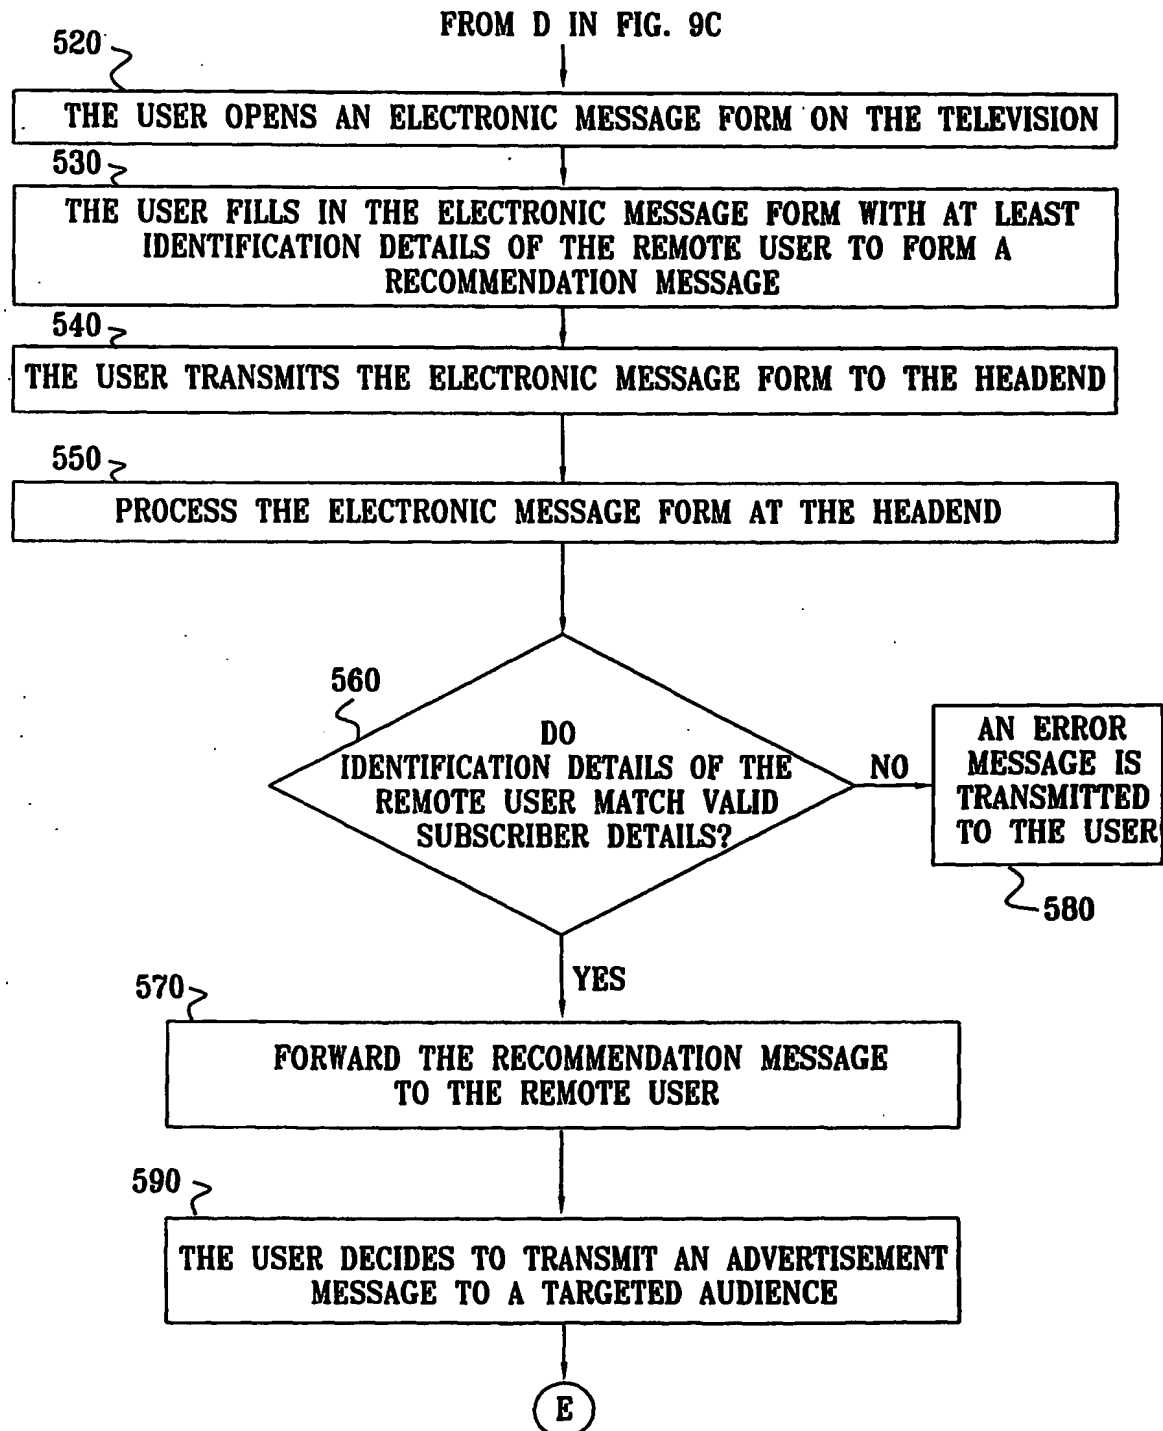 FROM D IN FIG. 9C
520
THE USER OPENS AN ELECTRONIC MESSAGE FORM ON THE TELEVISION
530
THE USER FILLS IN THE ELECTRONIC MESSAGE FORM WITH AT LEAST
IDENTIFICATION DETAILS OF THE REMOTE USER TO FORM A
RECOMMENDATION MESSAGE
540
THE USER TRANSMITS THE ELECTRONIC MESSAGE FORM TO THE HEADEND
550
PROCESS THE ELECTRONIC MESSAGE FORM AT THE HEADEND
560
DO
IDENTIFICATION DETAILS OF THE
REMOTE USER MATCH VALID
SUBSCRIBER DETAILS?
NO
AN ERROR
MESSAGE IS
TRANSMITTED
TO THE USER
580
YES
570
FORWARD THE RECOMMENDATION MESSAGE
TO THE REMOTE USER
590
THE USER DECIDES TO TRANSMIT AN ADVERTISEMENT
MESSAGE TO A TARGETED AUDIENCE
E